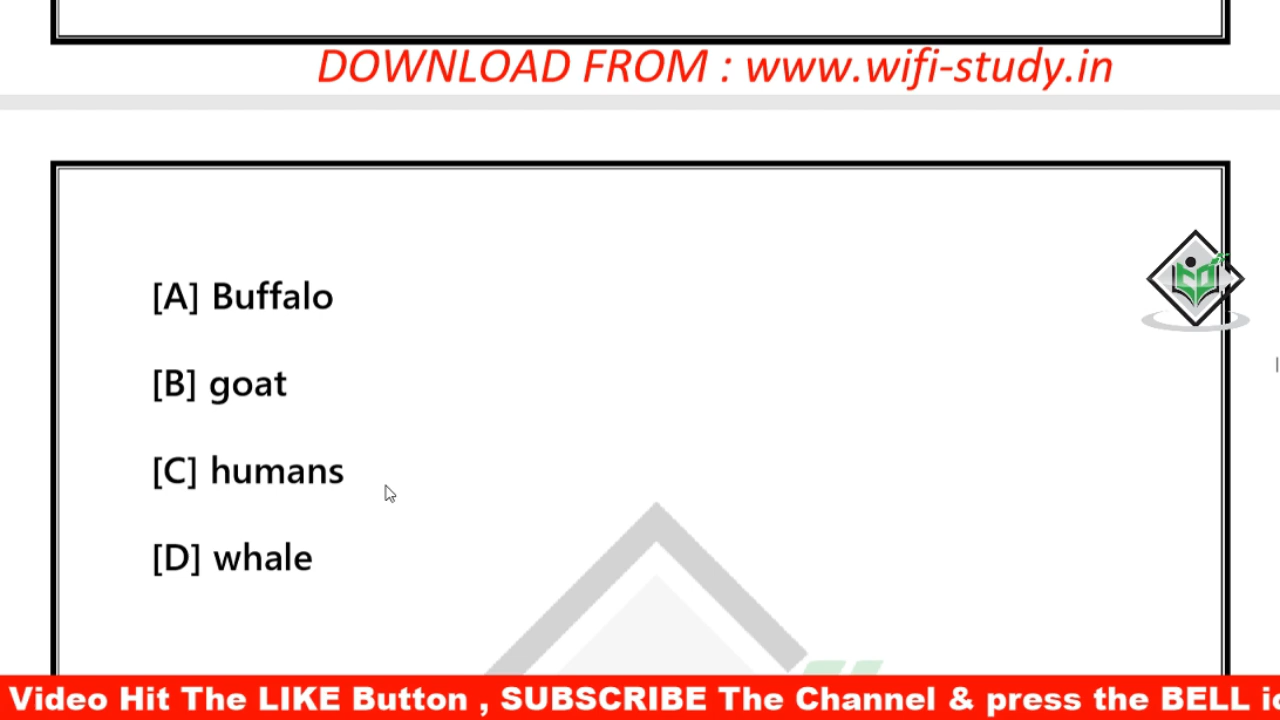 DOWNLOAD FROM : www.wifi-study.in
[A] Buffalo
[B] goat
[C] humans
[D] whale
Video Hit The LIKE Button , SUBSCRIBE The Channel & press the BELL